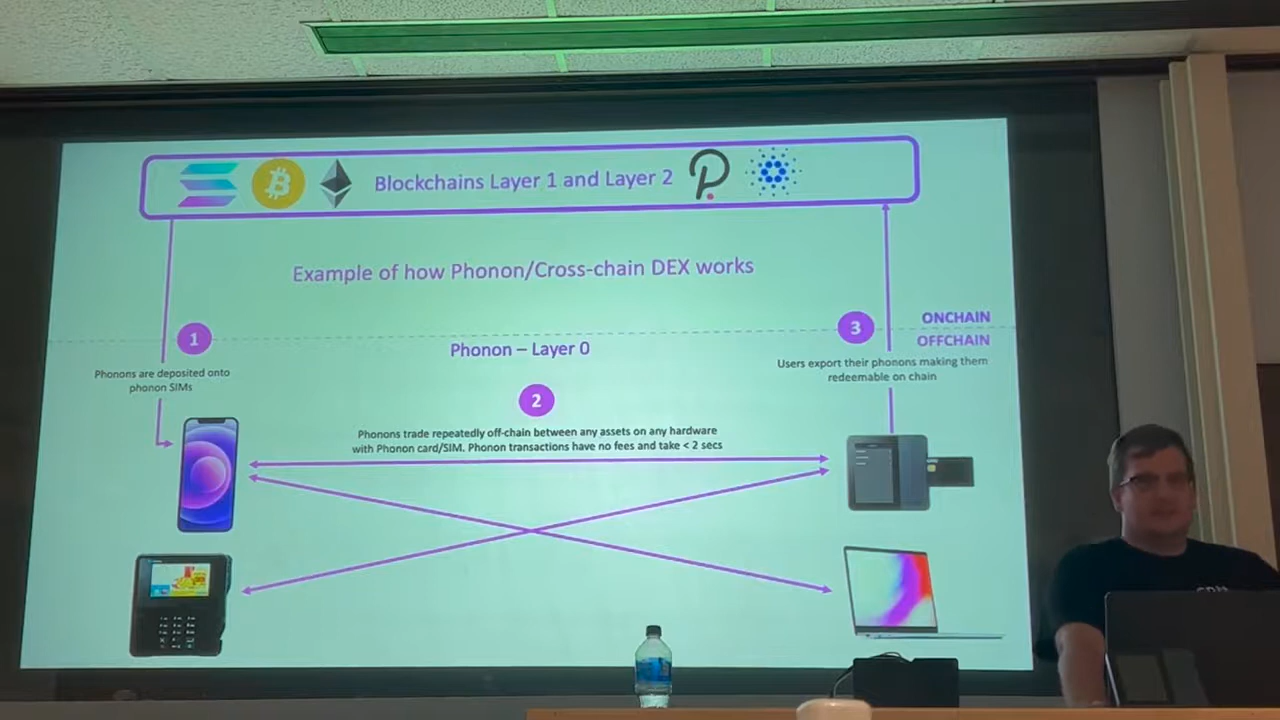 Blockchains Layer 1 and Layer 2
Example of how Phonon/Cross-chain DEX works
1
3
ONCHAIN
OFFCHAIN
Phonon – Layer 0
Phonons are deposited onto
phonon SIMs
Users export their phonons making them
redeemable on chain
2
Phonons trade repeatedly off-chain between any assets on any hardware
with Phonon card/SIM. Phonon transactions have no fees and take < 2 secs